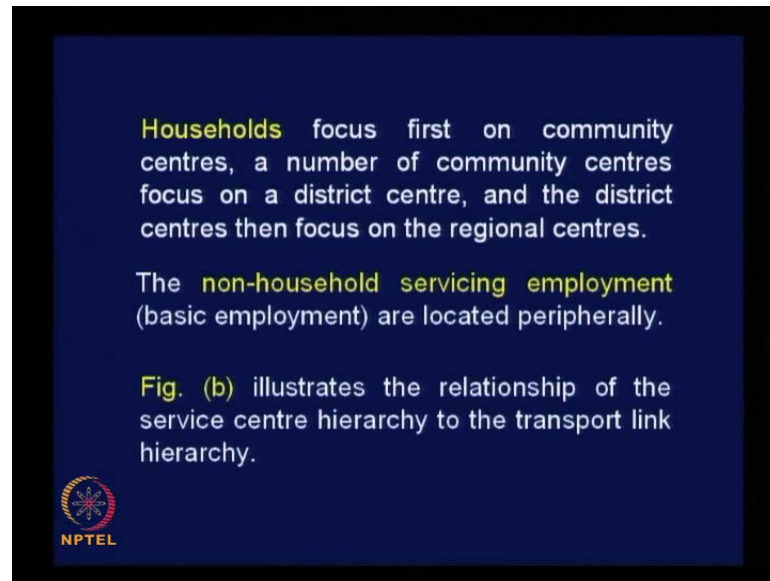 Households focus first on community
centres, a number of community centres
focus on a district centre, and the district
centres then focus on the regional centres.
The non-household servicing employment
(basic employment) are located peripherally.
Fig. (b) illustrates the relationship of the
service centre hierarchy to the transport link
hierarchy.
NPTEL